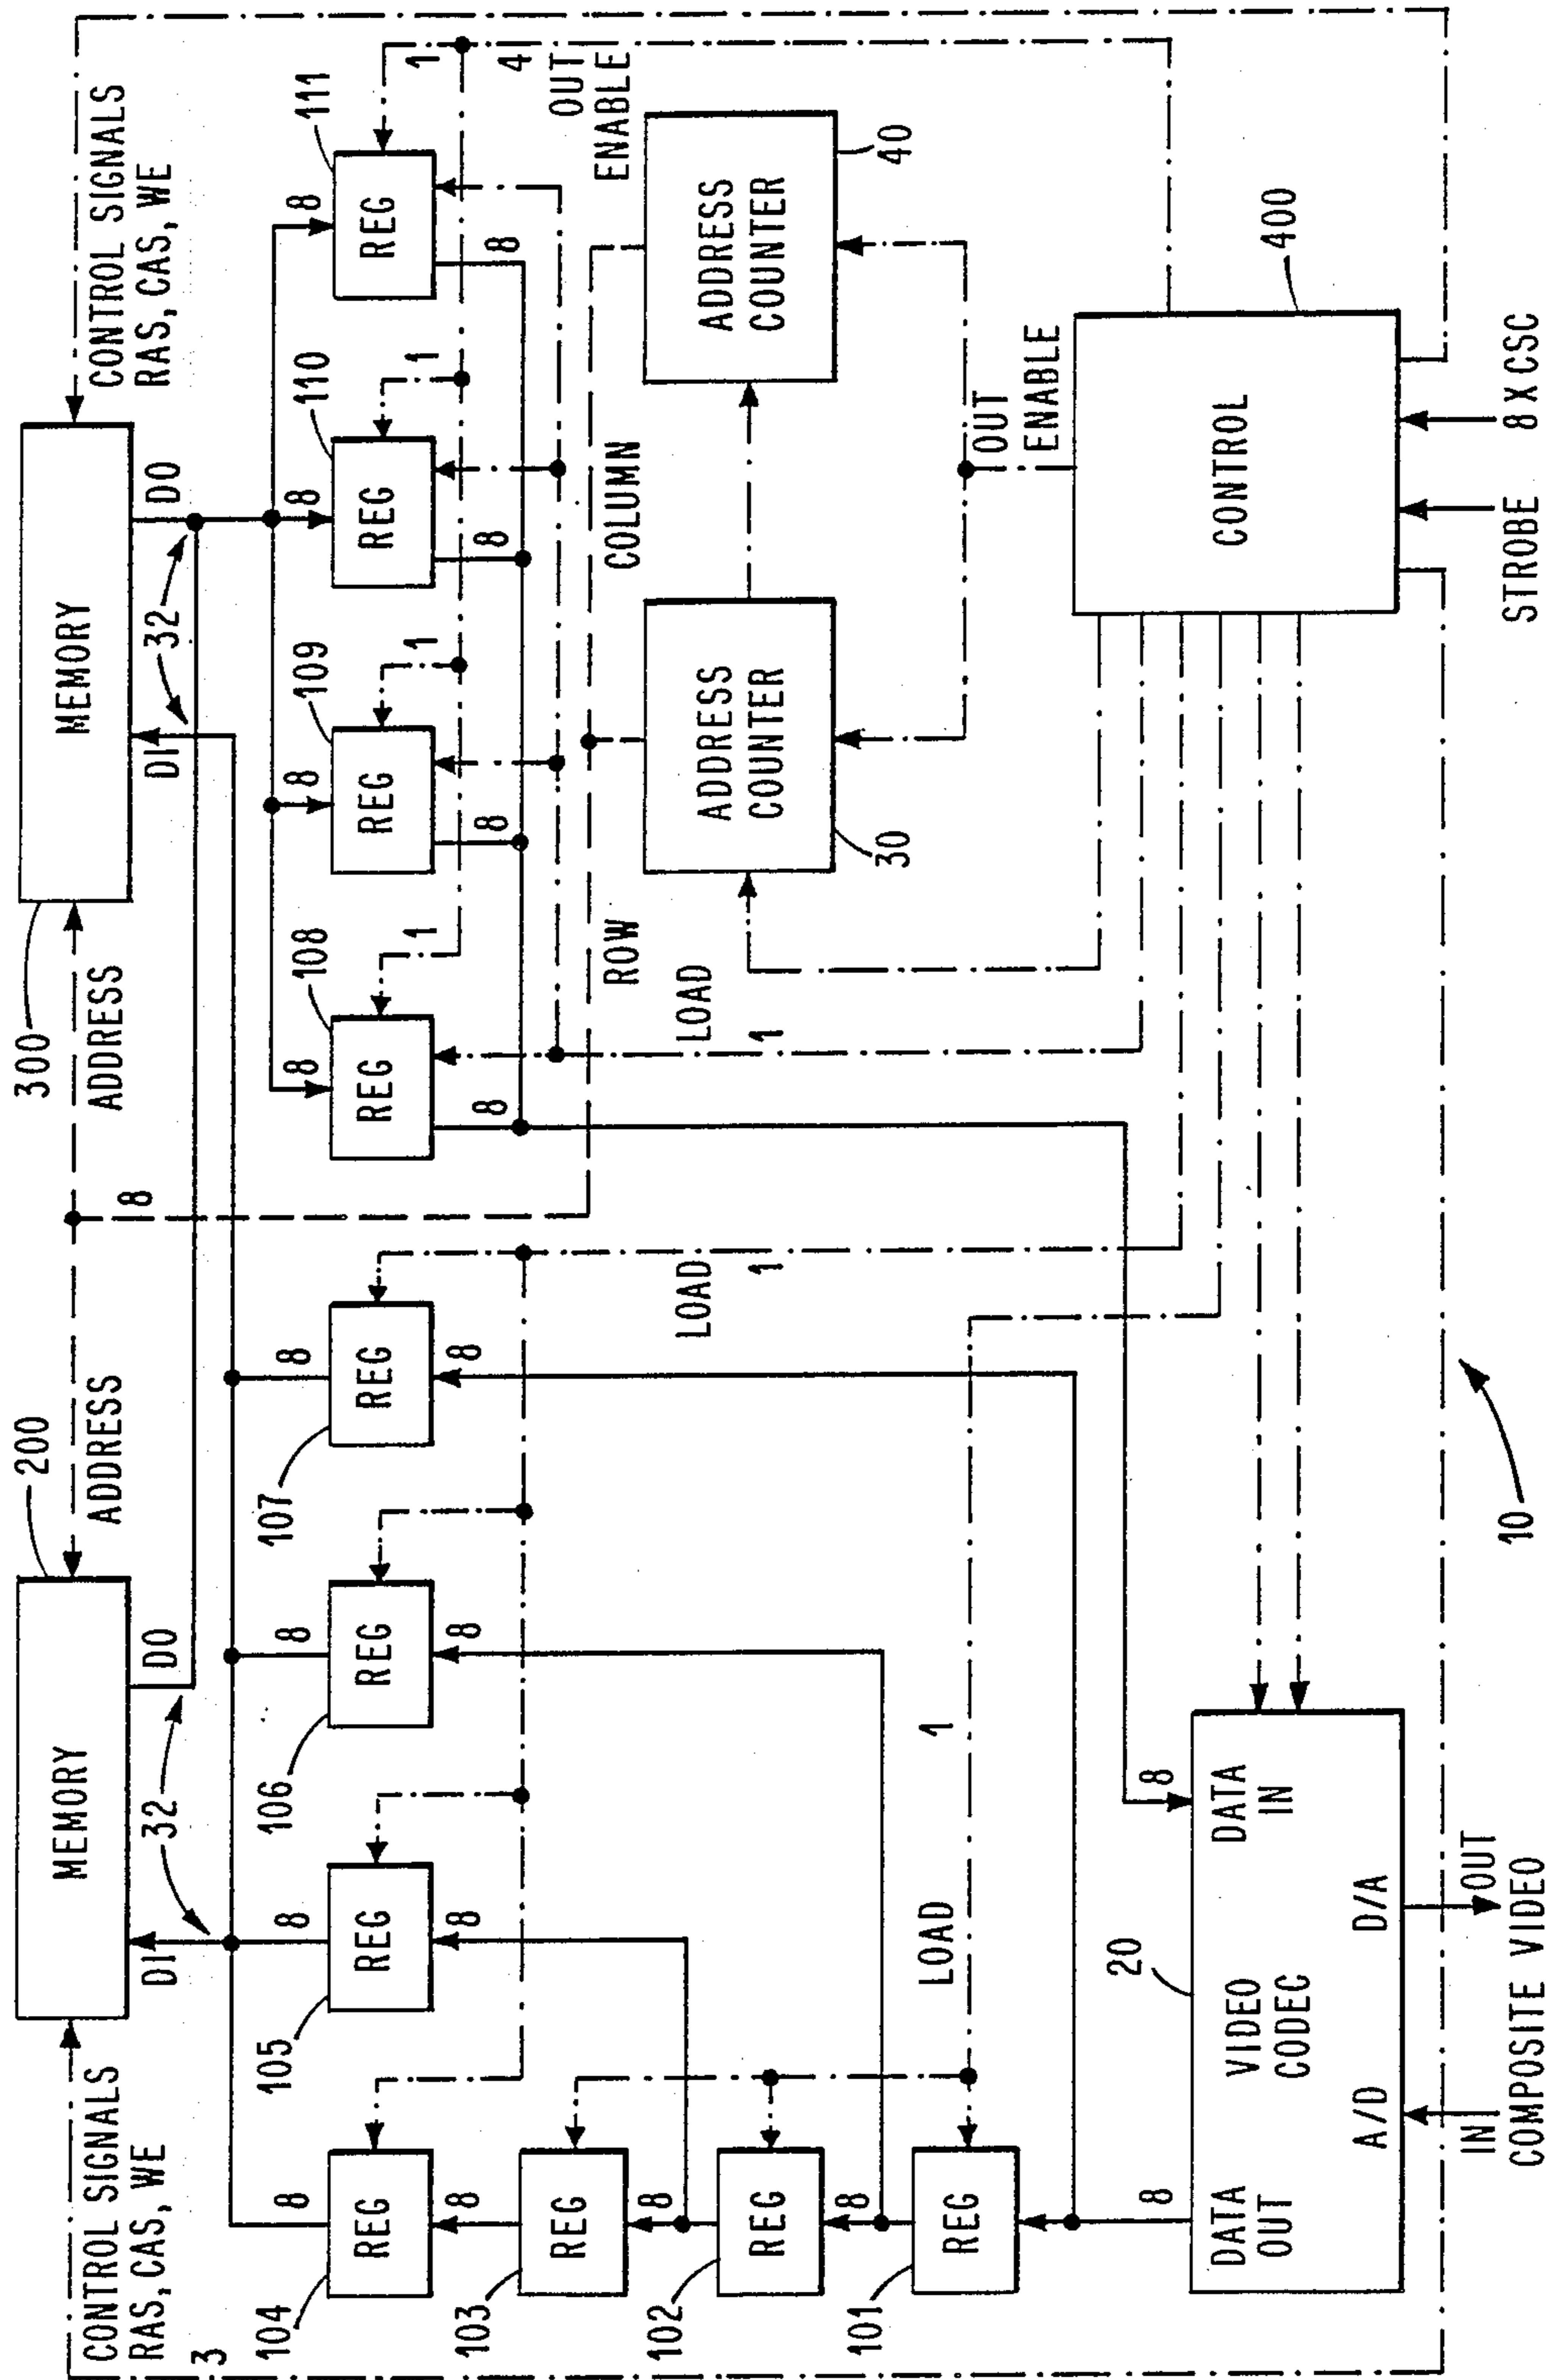 CONTROL SIGNALS
RAS, CAS, WE
3
MEMORY
200
DI
DO
32
ADDRESS
8
ADDRESS
300
MEMORY
DI
DO
32
CONTROL SIGNALS
RAS, CAS, WE
104
REG
8
8
105
REG
8
8
106
REG
8
8
107
REG
8
8
108
REG
8
8
1
109
REG
8
8
1
110
REG
8
8
1
111
REG
8
8
1
4
OUT
ENABLE
103
REG
8
102
REG
8
101
REG
8
LOAD
1
LOAD
1
LOAD
1
ROW
COLUMN
ADDRESS
COUNTER
30
ADDRESS
COUNTER
40
OUT
ENABLE
CONTROL
400
STROBE
8 X CSC
DATA
OUT
VIDEO
CODEC
20
DATA
IN
8
A/D
D/A
IN
OUT
COMPOSITE VIDEO
10